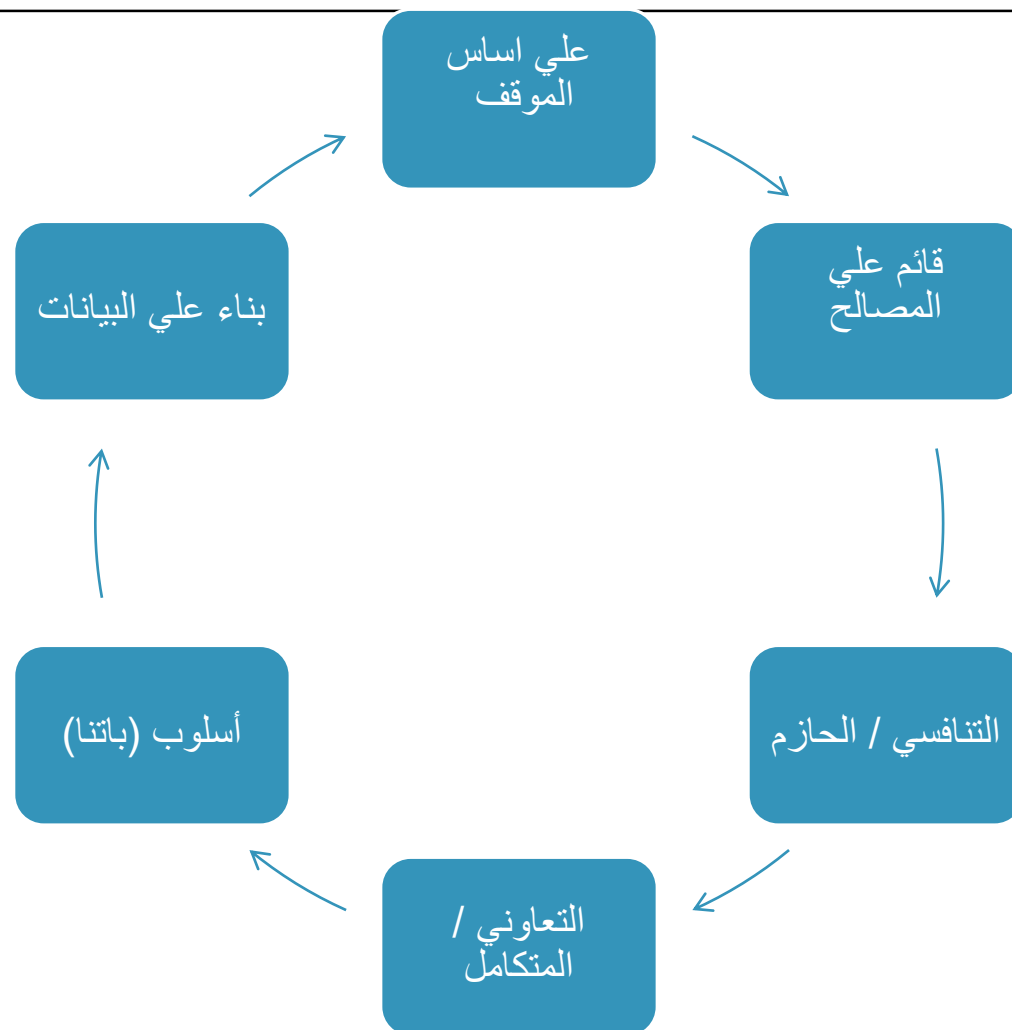 علي اساس
الموقف
قائم علي
المصالح
التنافسي / الحازم
التعاوني /
المتكامل
أسلوب (باتنا)
بناء علي البيانات